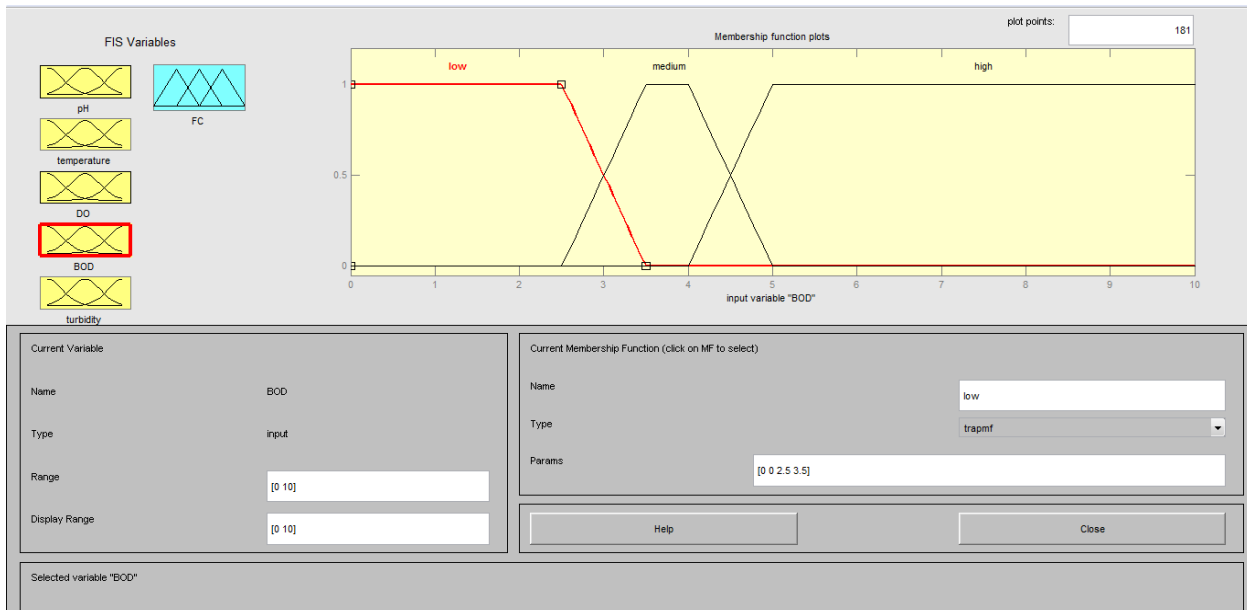 FIS Variables
pH
temperature
DO
BOD
turbidity
FC
plot points:
181
Membership function plots
low
medium
high
1
0.5
0
0 1 2 3 4 5 6 7 8 9 10
input variable "BOD"
Current Variable
Name BOD
Type input
Range [0 10]
Display Range [0 10]
Current Membership Function (click on MF to select)
Name low
Type trapmf
Params [0 0 2.5 3.5]
Help Close
Selected variable "BOD"